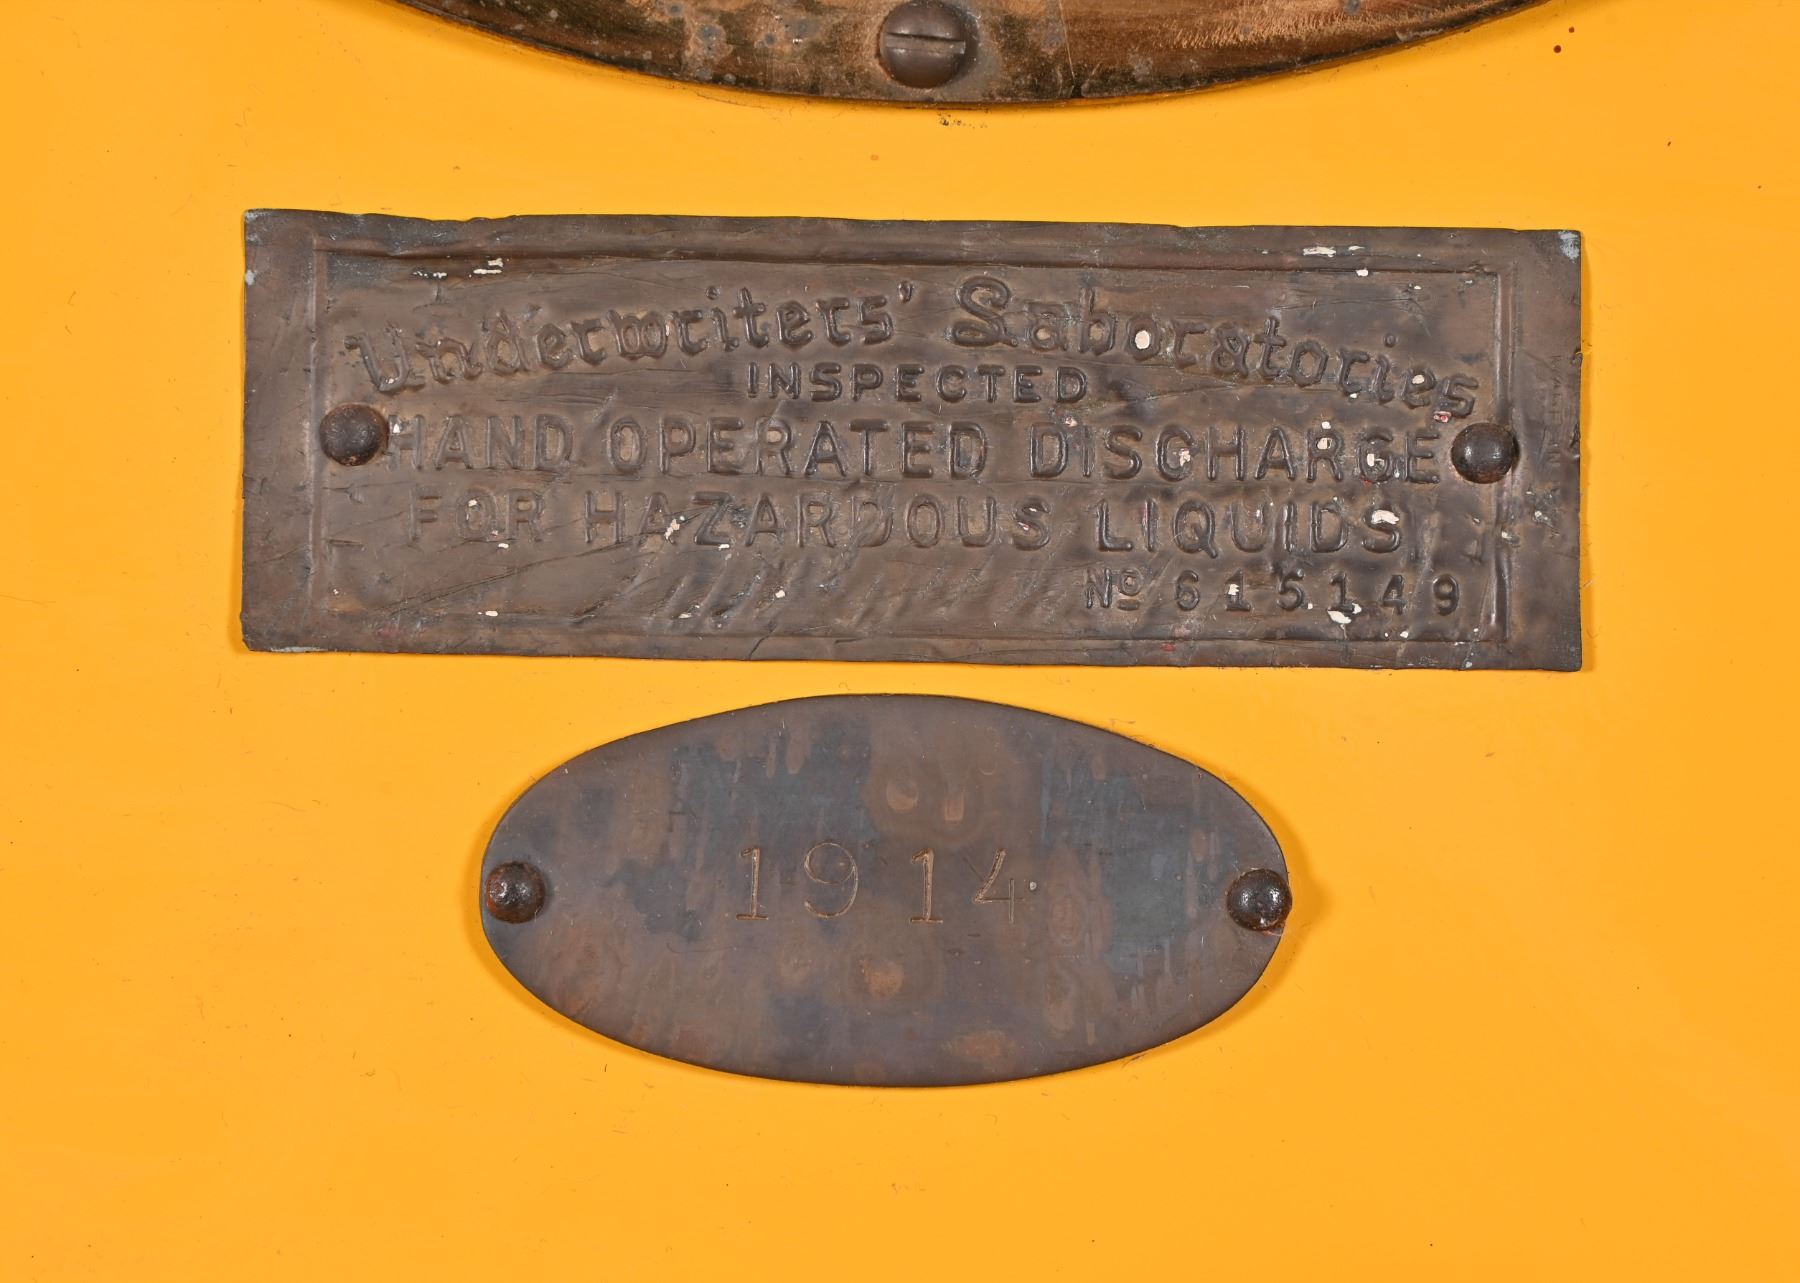 Underwriters' Laboratories
INSPECTED
HAND OPERATED DISCHARGE
FOR HAZARDOUS LIQUIDS
No 615149
1914